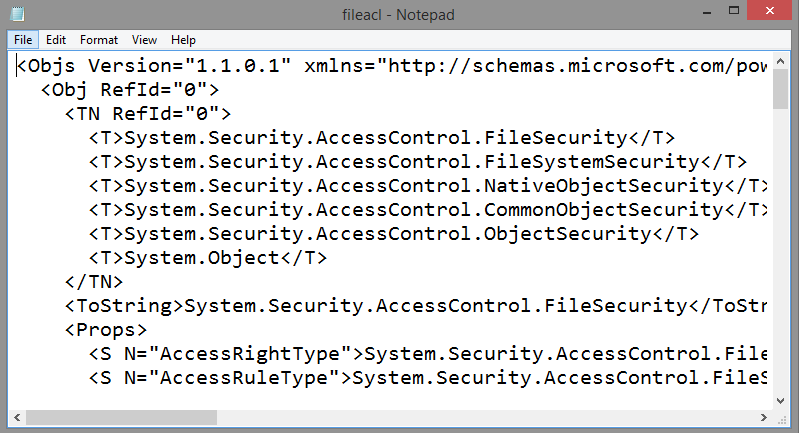 fileacl - Notepad
File Edit Format View Help
<Objs Version="1.1.0.1" xmlns="http://schemas.microsoft.com/pow
<Obj RefId="0">
<TN RefId="0">
<T>System.Security.AccessControl.FileSecurity</T>
<T>System.Security.AccessControl.FileSystemSecurity</T>
<T>System.Security.AccessControl.NativeObjectSecurity</T>
<T>System.Security.AccessControl.CommonObjectSecurity</T>
<T>System.Security.AccessControl.ObjectSecurity</T>
<T>System.Object</T>
</TN>
<ToString>System.Security.AccessControl.FileSecurity</ToStr
<Props>
<S N="AccessRightType">System.Security.AccessControl.File
<S N="AccessRuleType">System.Security.AccessControl.FileS